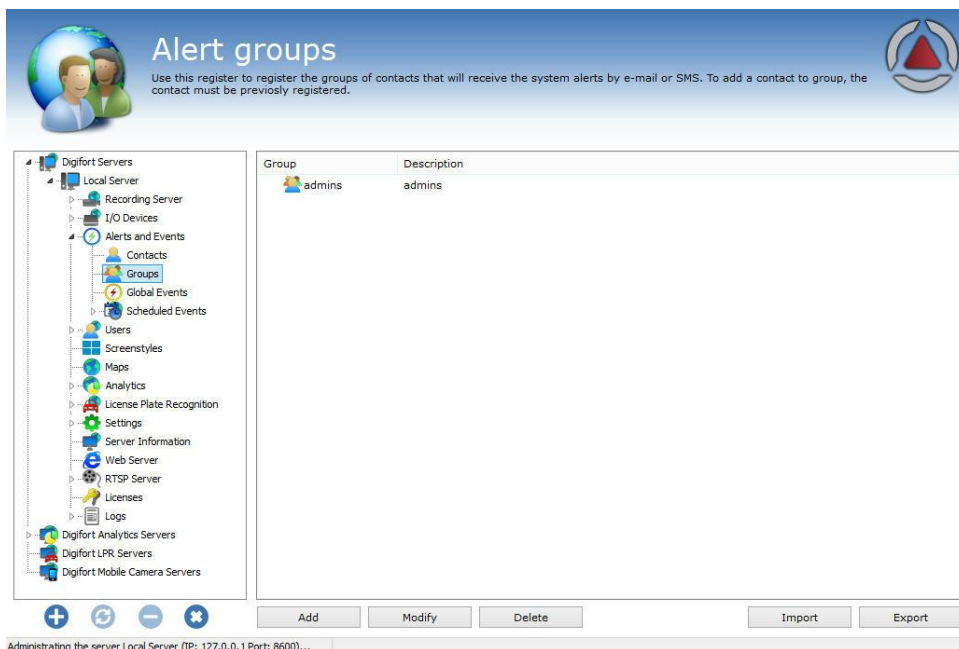 Alert groups
Use this register to register the groups of contacts that will receive the system alerts by e-mail or SMS. To add a contact to group, the
contact must be previosly registered.
Digifort Servers
Local Server
Recording Server
I/O Devices
Alerts and Events
Contacts
Groups
Global Events
Scheduled Events
Users
Screenstyles
Maps
Analytics
License Plate Recognition
Settings
Server Information
Web Server
RTSP Server
Licenses
Logs
Digifort Analytics Servers
Digifort LPR Servers
Digifort Mobile Camera Servers
Group Description
admins admins
Add Modify Delete Import Export
Administrating the server Local Server (IP: 127.0.0.1 Port: 8600)...